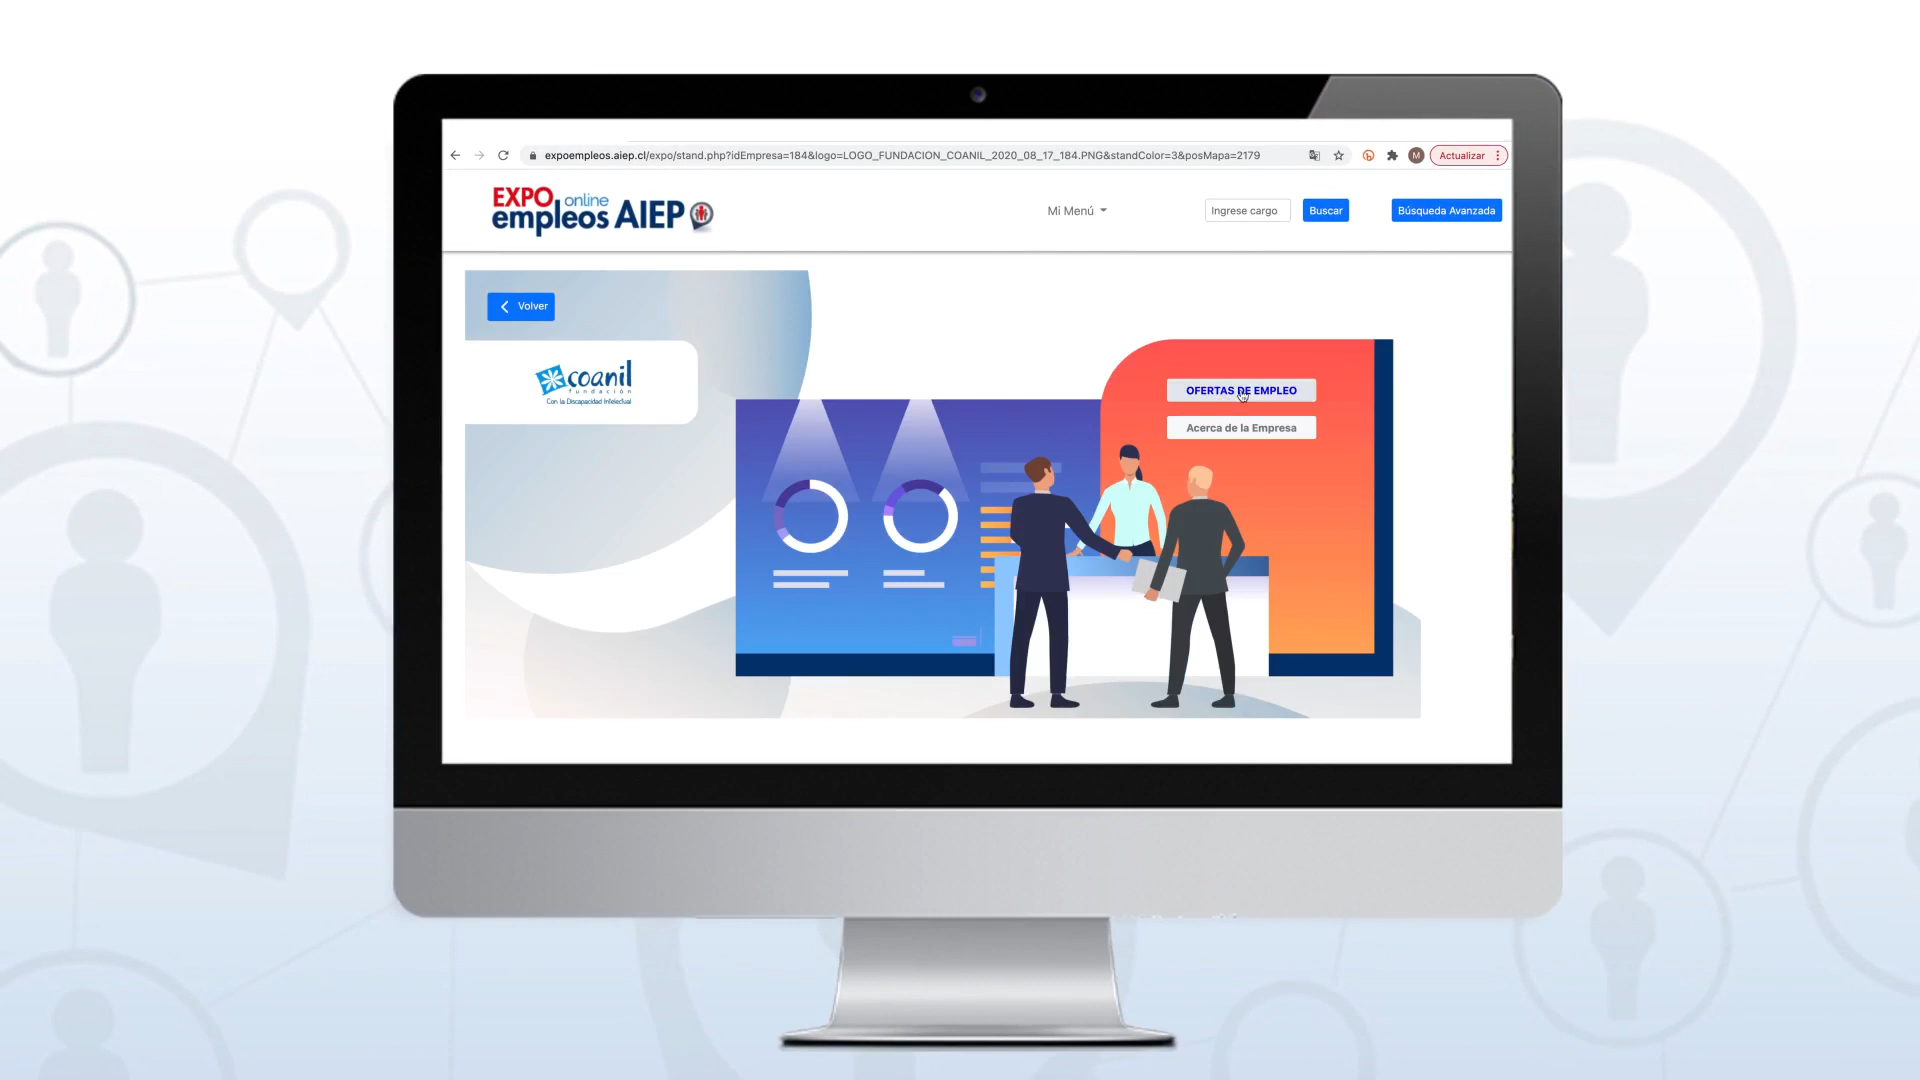 expoempleos.aiep.cl/expo/stand.php?idEmpresa=184&logo=LOGO_FUNDACION_COANIL_2020_08_17_184.PNG&standColor=3&posMapa=2179
M
Actualizar
EXPO online
empleos AIEP
Mi Menú
Ingrese cargo
Buscar
Búsqueda Avanzada
Volver
coanil
fundación
Con la Discapacidad Intelectual
OFERTAS DE EMPLEO
Acerca de la Empresa